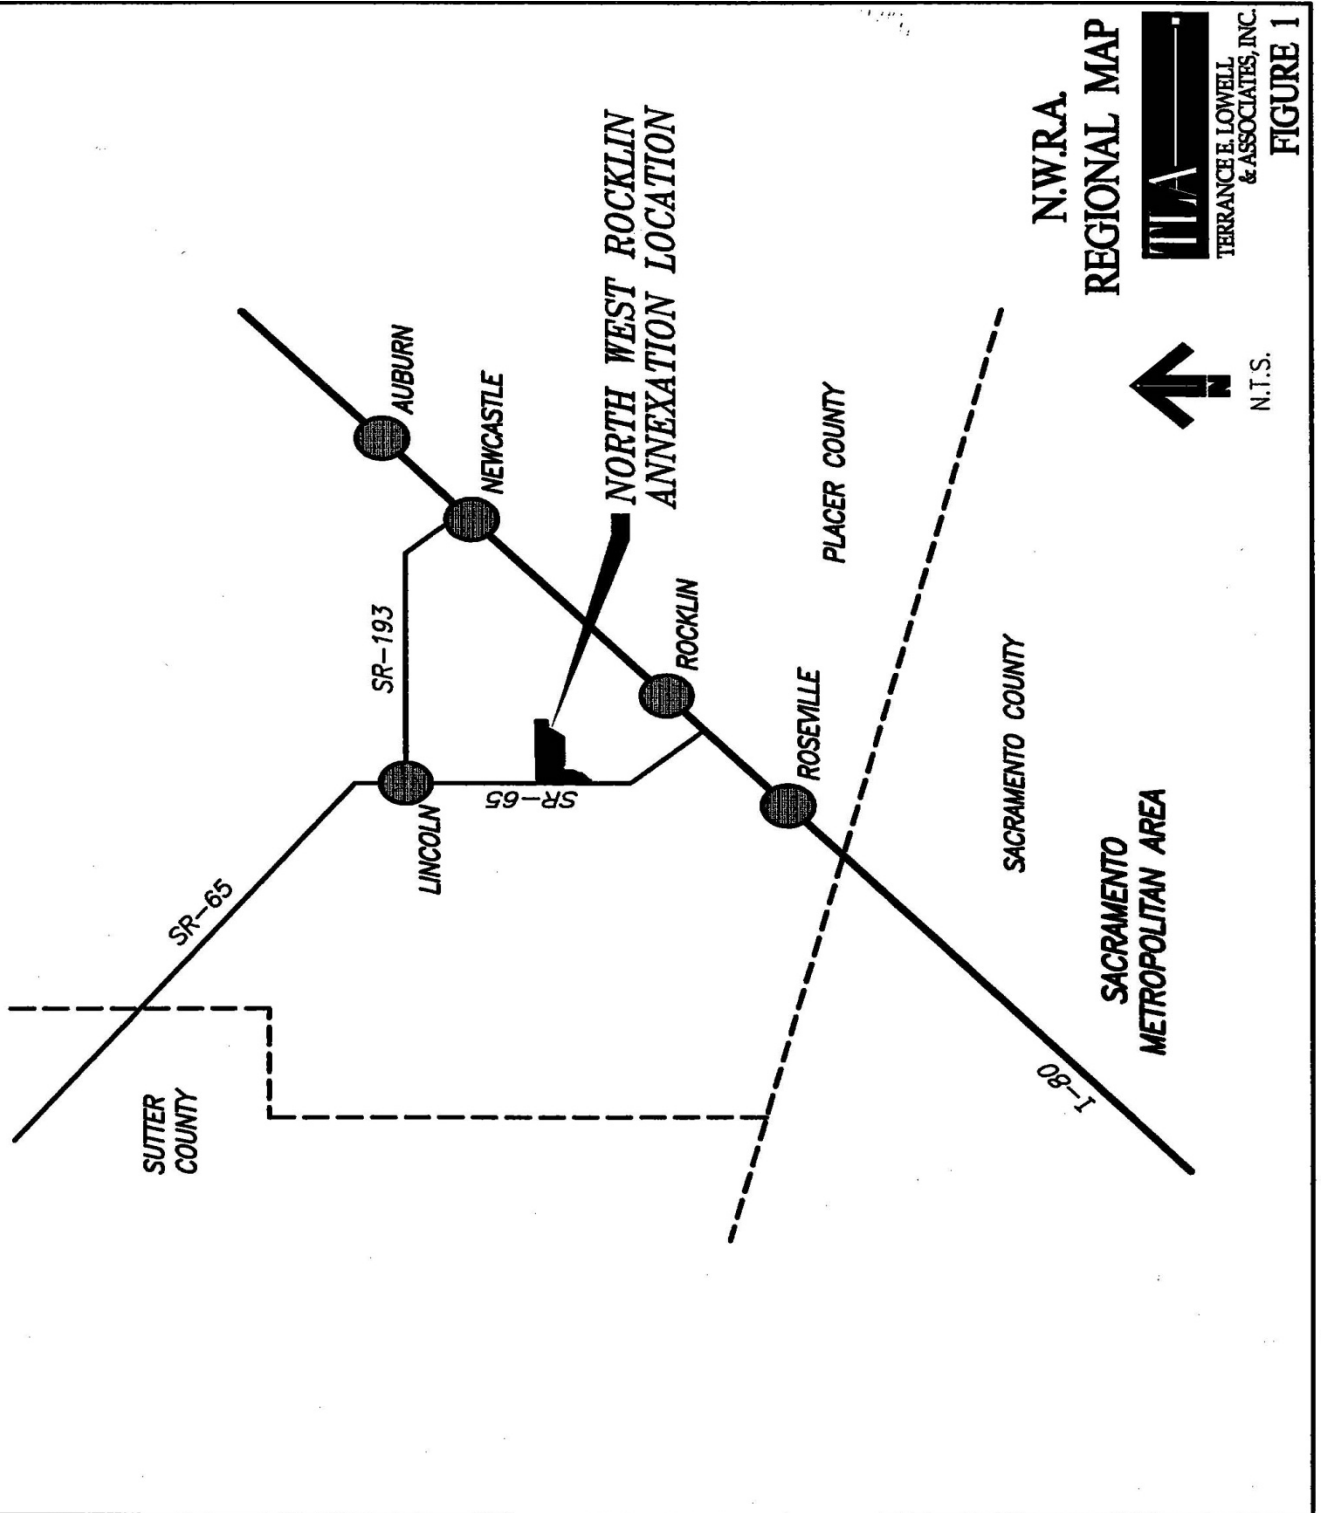 SUTTER
COUNTY
SR-65
LINCOLN
SR-193
AUBURN
NEWCASTLE
SR-65
NORTH WEST ROCKLIN
ANNEXATION LOCATION
ROCKLIN
ROSEVILLE
PLACER COUNTY
SACRAMENTO COUNTY
SACRAMENTO
METROPOLITAN AREA
I-80
N
N.T.S.
N.W.R.A.
REGIONAL MAP
TLA
TERRANCE E. LOWELL
& ASSOCIATES, INC.
FIGURE 1